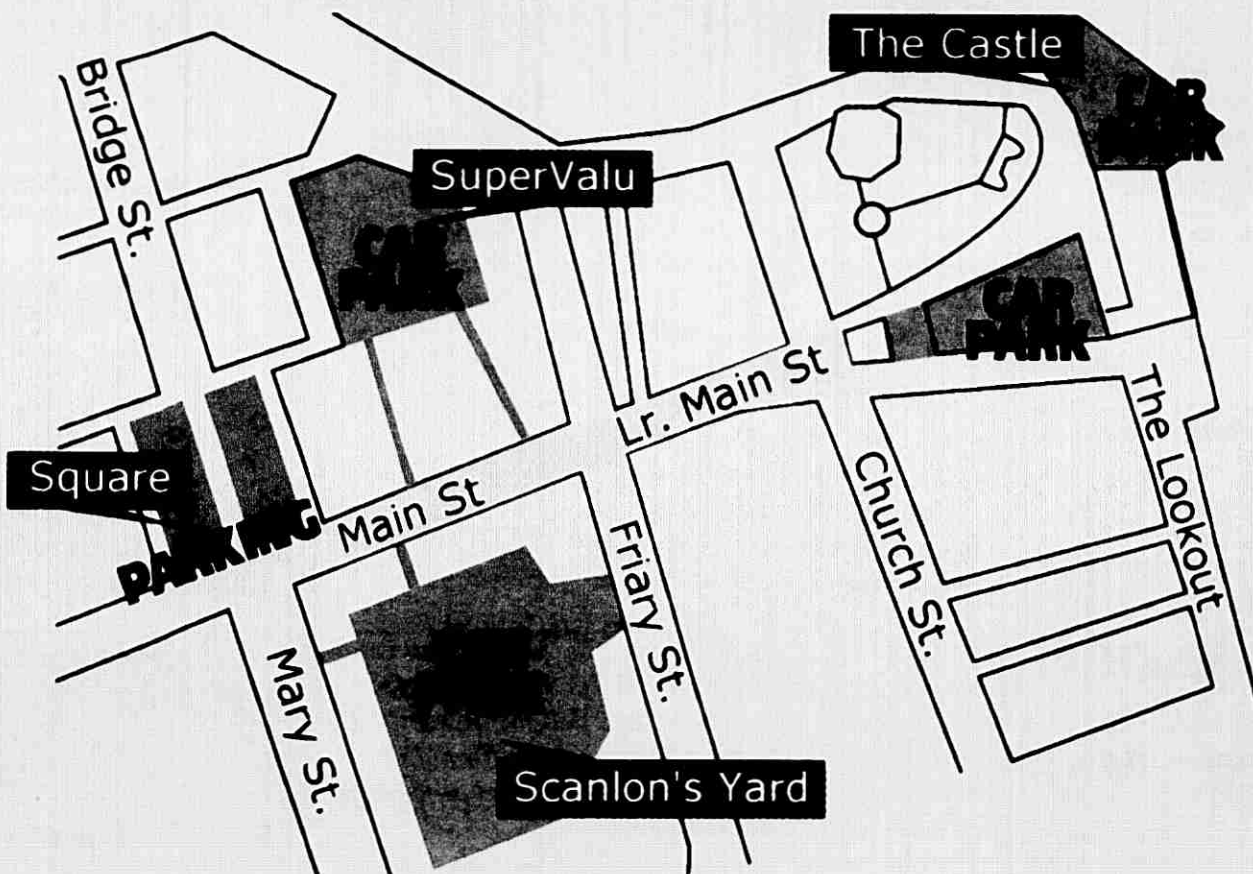 The Castle
CAR
PARK
Bridge St.
SuperValu
CAR
PARK
CAR
PARK
Lr. Main St
The Lookout
Square
PARKING
Main St
Church St.
Friary St.
Mary St.
Scanlon's Yard